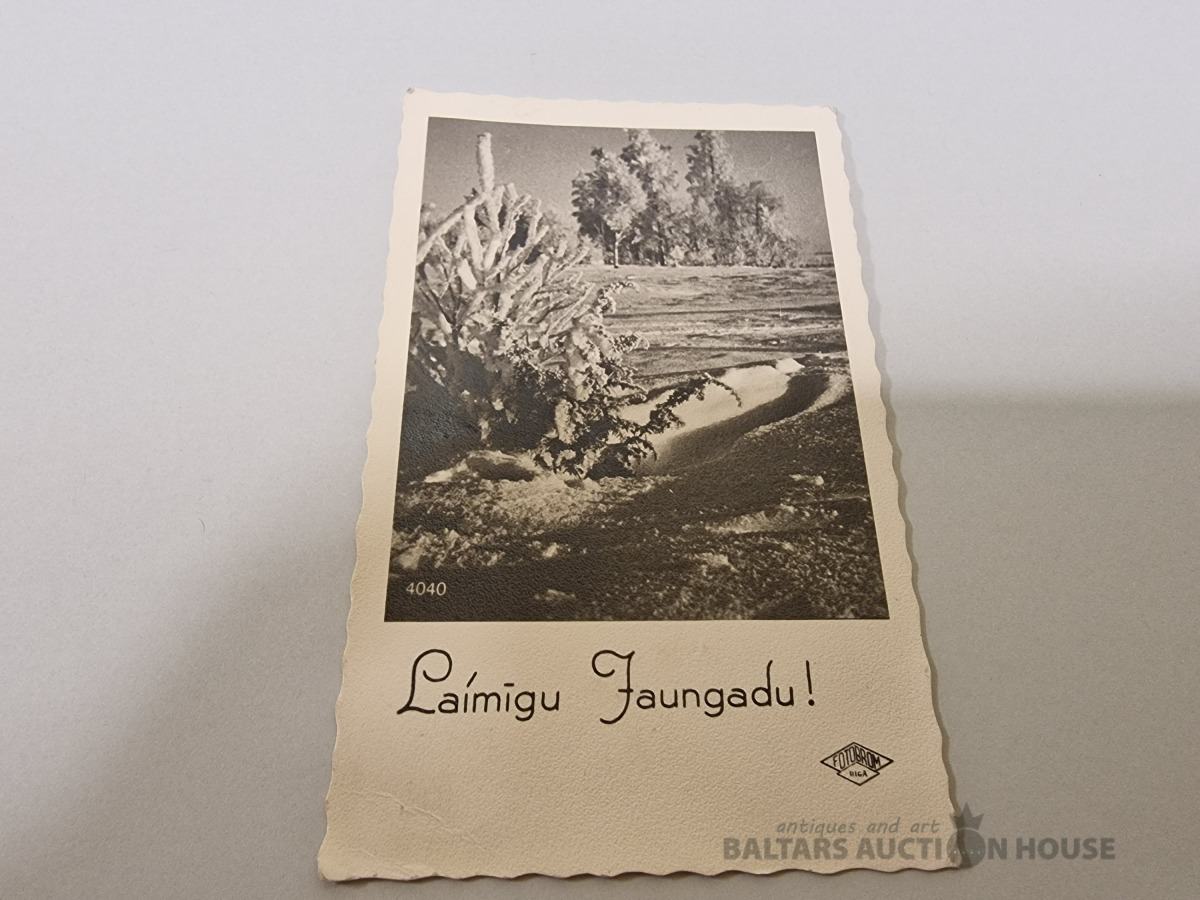 4040
Laímīgu Jaungadu!
FOTOBROM
RIGA
antiques and art
BALTARS AUCTION HOUSE